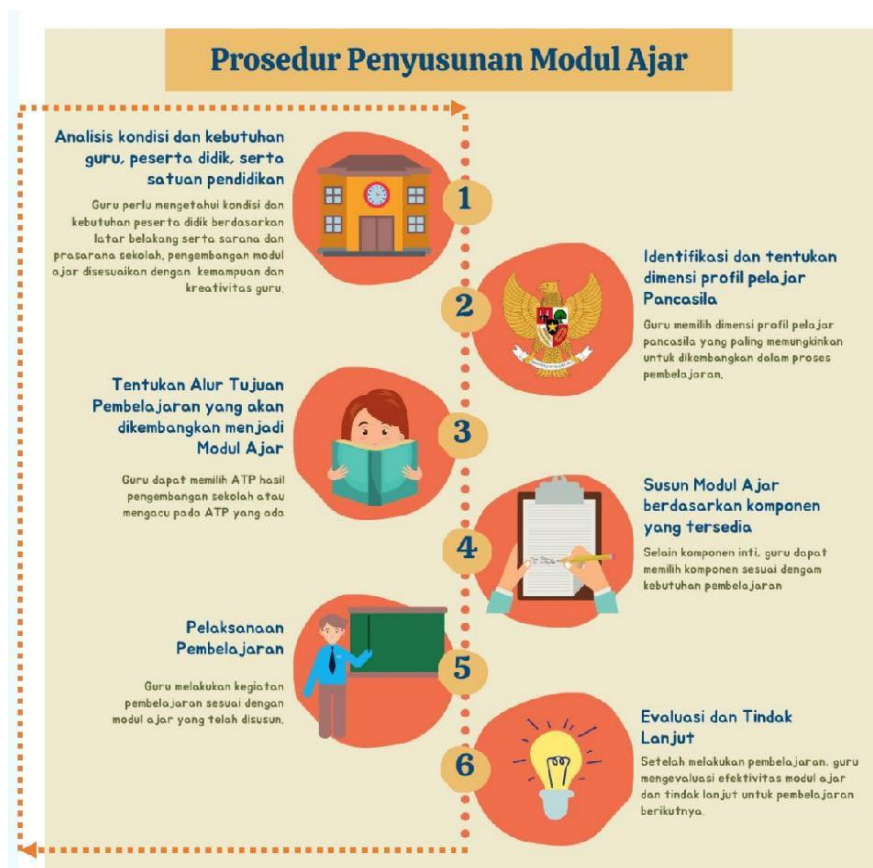 Prosedur Penyusunan Modul Ajar
Analisis kondisi dan kebutuhan
guru, peserta didik, serta
satuan pendidikan
Guru perlu mengetahui kondisi dan
kebutuhan peserta didik berdasarkan
latar belakang serta sarana dan
prasarana sekolah, pengembangan modul
ajar disesuaikan dengan kemampuan dan
kreativitas guru.
1
2
Identifikasi dan tentukan
dimensi profil pelajar
Pancasila
Guru memilih dimensi profil pelajar
pancasila yang paling memungkinkan
untuk dikembangkan dalam proses
pembelajaran.
Tentukan Alur Tujuan
Pembelajaran yang akan
dikembangkan menjadi
Modul Ajar
Guru dapat memilih ATP hasil
pengembangan sekolah atau
mengacu pada ATP yang ada
3
4
Susun Modul Ajar
berdasarkan komponen
yang tersedia
Selain komponen inti, guru dapat
memilih komponen sesuai dengam
kebutuhan pembelajaran
Pelaksanaan
Pembelajaran
Guru melakukan kegiatan
pembelajaran sesuai dengan
modul ajar yang telah disusun.
5
6
Evaluasi dan Tindak
Lanjut
Setelah melakukan pembelajaran, guru
mengevaluasi efektivitas modul ajar
dan tindak lanjut untuk pembelajaran
berikutnya.